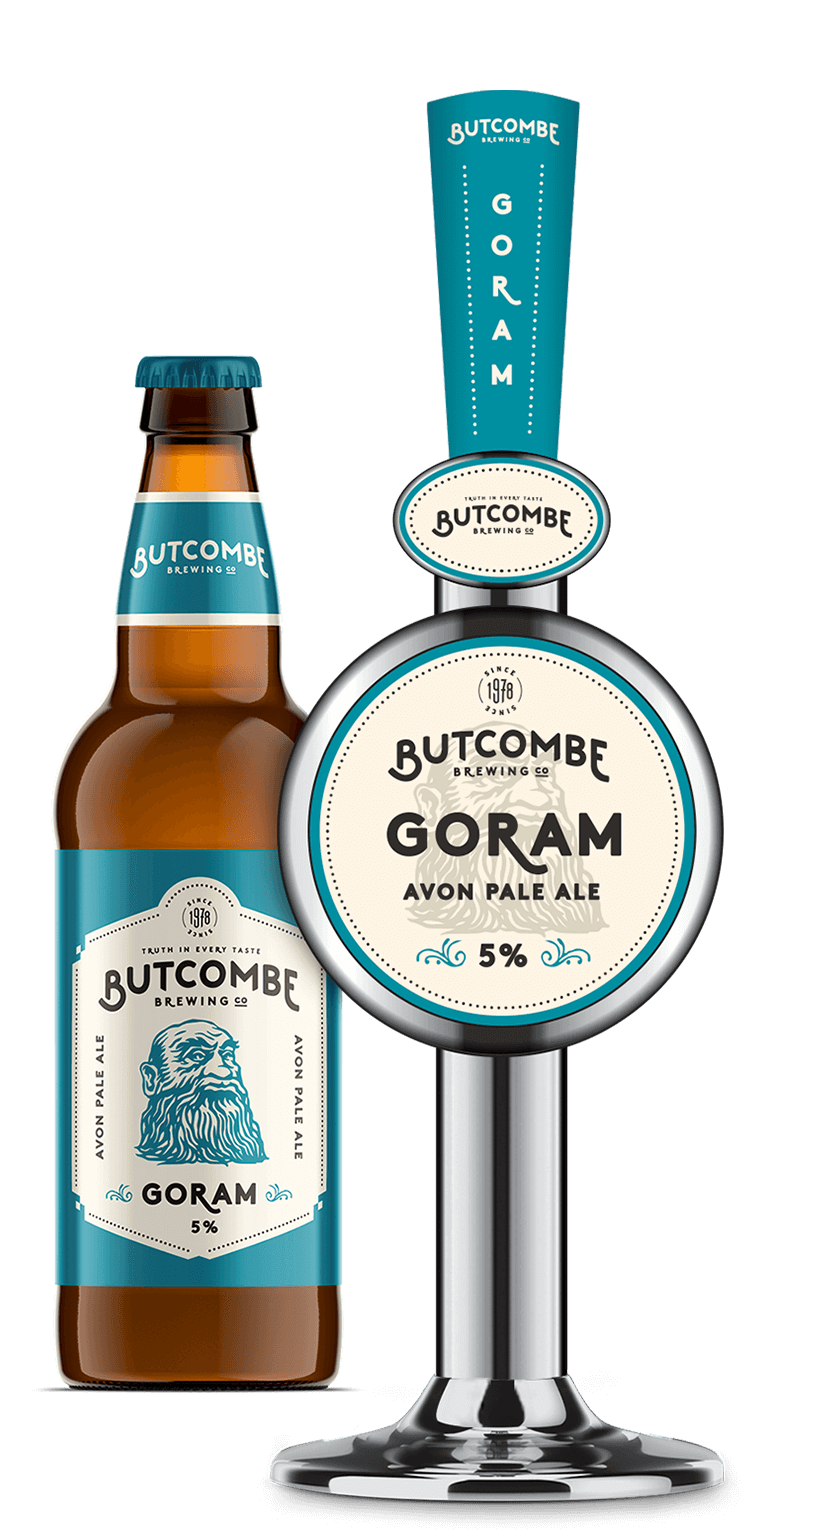 BUTCOMBE
BREWING CO
G
O
R
A
M
TRUTH IN EVERY TASTE
BUTCOMBE
BREWING CO
SINCE
1978
SINCE
BUTCOMBE
BREWING CO
GORAM
AVON PALE ALE
5%
BUTCOMBE
BREWING CO
SINCE
1978
SINCE
TRUTH IN EVERY TASTE
BUTCOMBE
BREWING CO
AVON PALE ALE
AVON PALE ALE
GORAM
5%